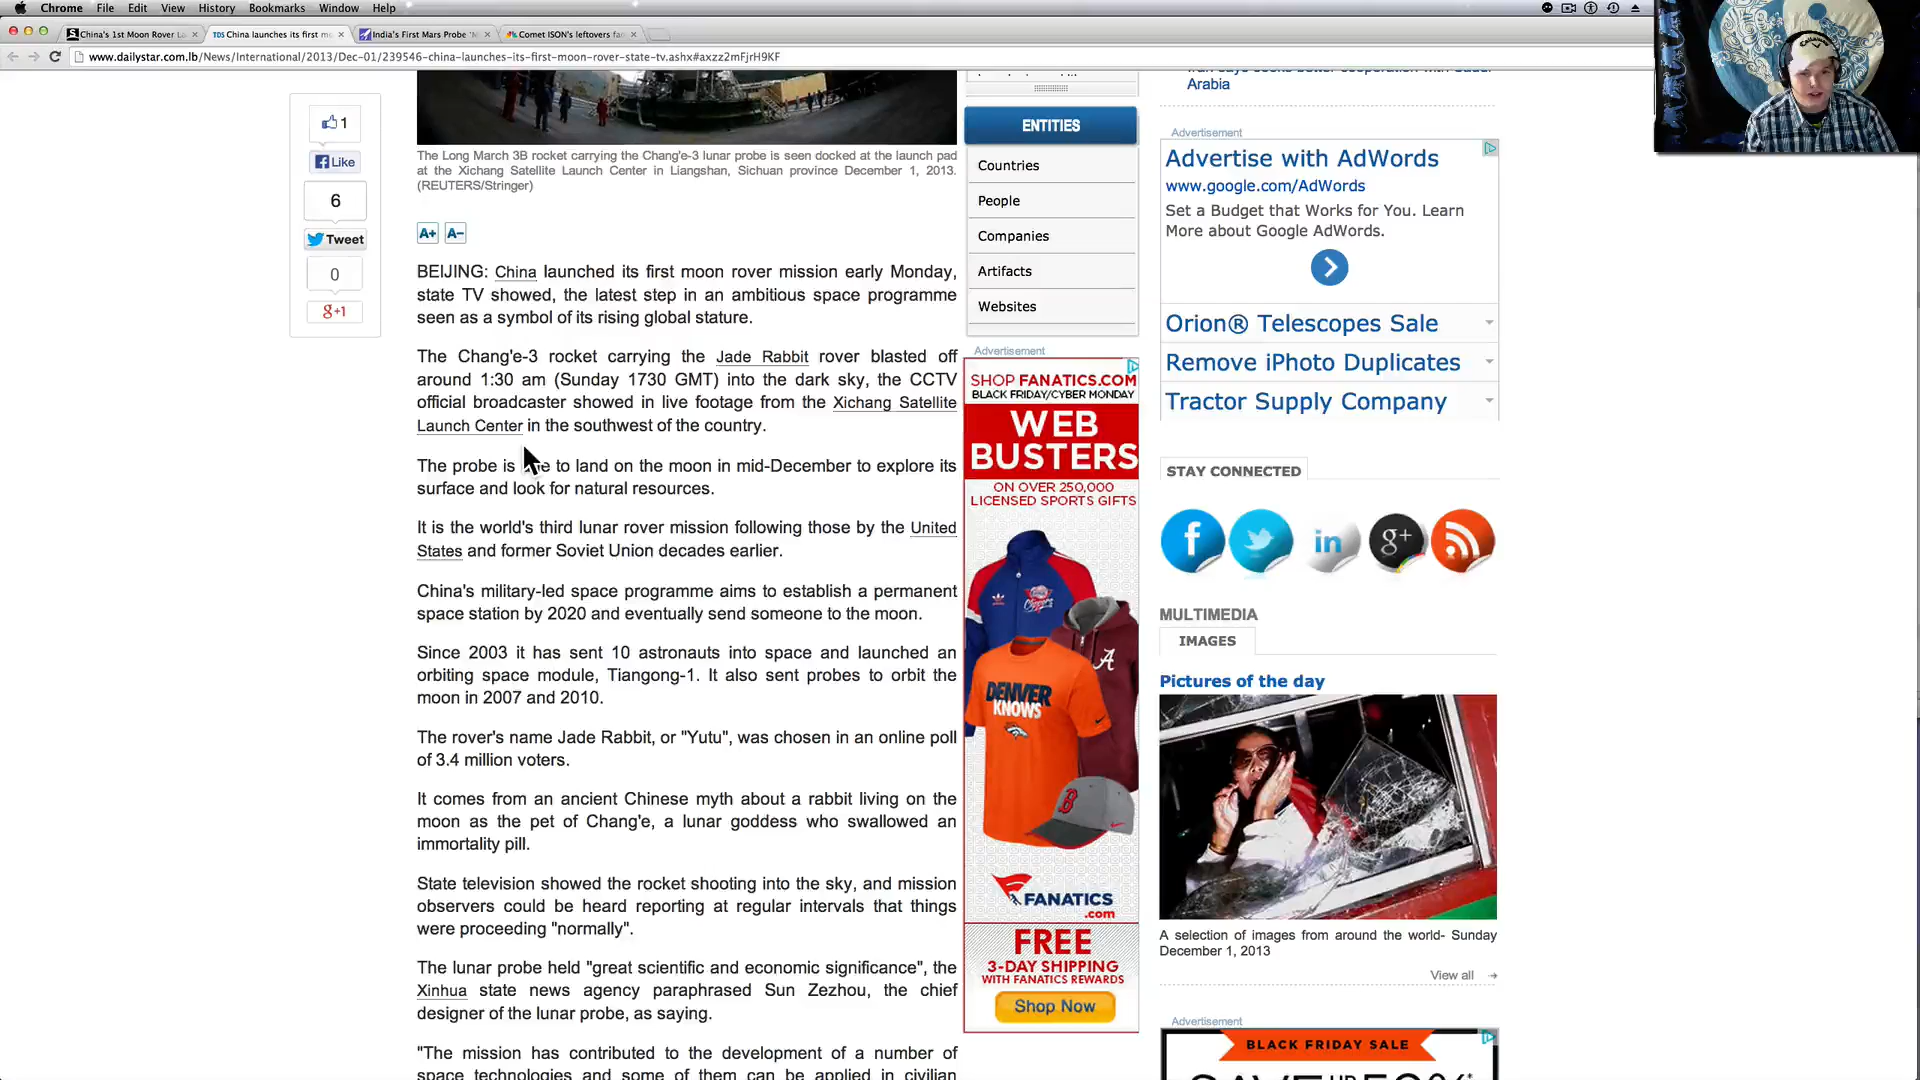 Chrome File Edit View History Bookmarks Window Help
China's 1st Moon Rover La
TDS China launches its first m
India's First Mars Probe 'M
Comet ISON's leftovers fa
www.dailystar.com.lb/News/International/2013/Dec-01/239546-china-launches-its-first-moon-rover-state-tv.ashx#axzz2mFjrH9KF
1
Like
6
Tweet
0
g+1
The Long March 3B rocket carrying the Chang'e-3 lunar probe is seen docked at the launch pad
at the Xichang Satellite Launch Center in Liangshan, Sichuan province December 1, 2013.
(REUTERS/Stringer)
A+ A-
BEIJING: China launched its first moon rover mission early Monday,
state TV showed, the latest step in an ambitious space programme
seen as a symbol of its rising global stature.
The Chang'e-3 rocket carrying the Jade Rabbit rover blasted off
around 1:30 am (Sunday 1730 GMT) into the dark sky, the CCTV
official broadcaster showed in live footage from the Xichang Satellite
Launch Center in the southwest of the country.
The probe is to land on the moon in mid-December to explore its
surface and look for natural resources.
It is the world's third lunar rover mission following those by the United
States and former Soviet Union decades earlier.
China's military-led space programme aims to establish a permanent
space station by 2020 and eventually send someone to the moon.
Since 2003 it has sent 10 astronauts into space and launched an
orbiting space module, Tiangong-1. It also sent probes to orbit the
moon in 2007 and 2010.
The rover's name Jade Rabbit, or "Yutu", was chosen in an online poll
of 3.4 million voters.
It comes from an ancient Chinese myth about a rabbit living on the
moon as the pet of Chang'e, a lunar goddess who swallowed an
immortality pill.
State television showed the rocket shooting into the sky, and mission
observers could be heard reporting at regular intervals that things
were proceeding "normally".
The lunar probe held "great scientific and economic significance", the
Xinhua state news agency paraphrased Sun Zezhou, the chief
designer of the lunar probe, as saying.
"The mission has contributed to the development of a number of
space technologies and some of them can be applied in civilian
ENTITIES
Countries
People
Companies
Artifacts
Websites
Advertisement
SHOP FANATICS.COM
BLACK FRIDAY/CYBER MONDAY
WEB
BUSTERS
ON OVER 250,000
LICENSED SPORTS GIFTS
Clippers
A
DENVER
KNOWS
B
FANATICS
.com
FREE
3-DAY SHIPPING
WITH FANATICS REWARDS
Shop Now
Iran says seeks better cooperation with Saudi
Arabia
Advertisement
Advertise with AdWords
www.google.com/AdWords
Set a Budget that Works for You. Learn
More about Google AdWords.
Orion® Telescopes Sale
Remove iPhoto Duplicates
Tractor Supply Company
STAY CONNECTED
f in g+
MULTIMEDIA
IMAGES
Pictures of the day
A selection of images from around the world- Sunday
December 1, 2013
View all
Advertisement
BLACK FRIDAY SALE